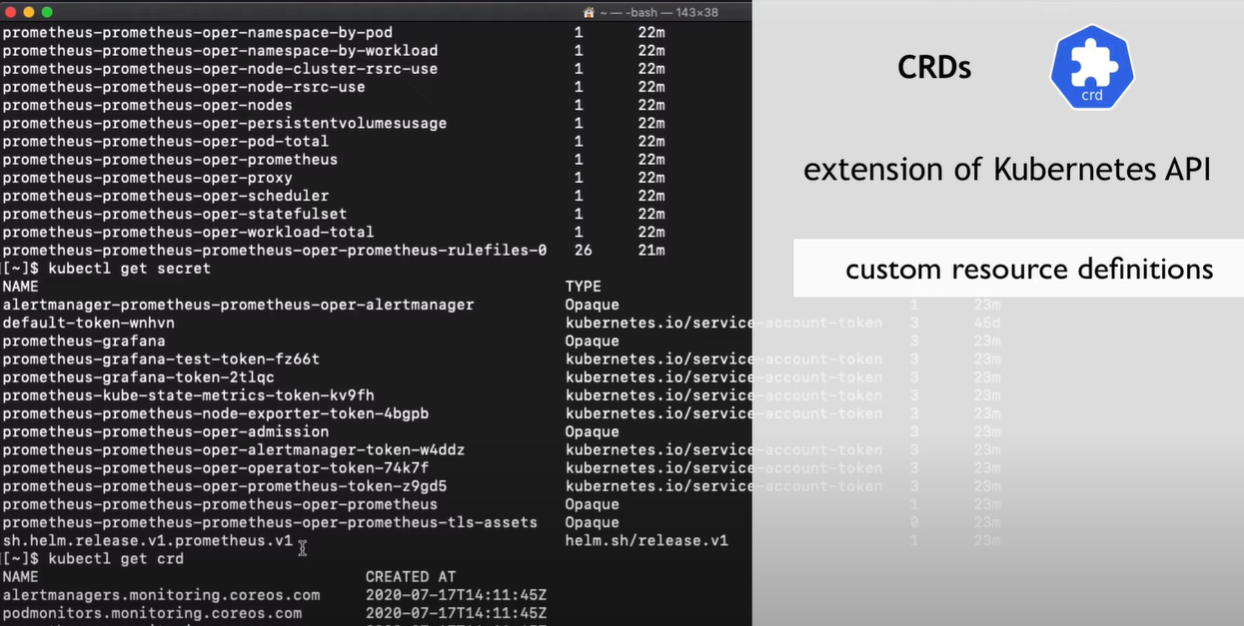 ~ — -bash — 143×38
prometheus-prometheus-oper-namespace-by-pod 1 22m
prometheus-prometheus-oper-namespace-by-workload 1 22m
prometheus-prometheus-oper-node-cluster-rsrc-use 1 22m
prometheus-prometheus-oper-node-rsrc-use 1 22m
prometheus-prometheus-oper-nodes 1 22m
prometheus-prometheus-oper-persistentvolumesusage 1 22m
prometheus-prometheus-oper-pod-total 1 22m
prometheus-prometheus-oper-prometheus 1 22m
prometheus-prometheus-oper-proxy 1 22m
prometheus-prometheus-oper-scheduler 1 22m
prometheus-prometheus-oper-statefulset 1 22m
prometheus-prometheus-oper-workload-total 1 22m
prometheus-prometheus-prometheus-oper-prometheus-rulefiles-0 26 21m
[[~]$ kubectl get secret
NAME TYPE
alertmanager-prometheus-prometheus-oper-alertmanager Opaque 1 23m
default-token-wnhvn kubernetes.io/service-account-token 3 45d
prometheus-grafana Opaque 3 23m
prometheus-grafana-test-token-fz66t kubernetes.io/service-account-token 3 23m
prometheus-grafana-token-2tlqc kubernetes.io/service-account-token 3 23m
prometheus-kube-state-metrics-token-kv9fh kubernetes.io/service-account-token 3 23m
prometheus-prometheus-node-exporter-token-4bgpb kubernetes.io/service-account-token 3 23m
prometheus-prometheus-oper-admission Opaque 3 23m
prometheus-prometheus-oper-alertmanager-token-w4ddz kubernetes.io/service-account-token 3 23m
prometheus-prometheus-oper-operator-token-74k7f kubernetes.io/service-account-token 3 23m
prometheus-prometheus-oper-prometheus-token-z9gd5 kubernetes.io/service-account-token 3 23m
prometheus-prometheus-prometheus-oper-prometheus Opaque 1 23m
prometheus-prometheus-prometheus-oper-prometheus-tls-assets Opaque 0 23m
sh.helm.release.v1.prometheus.v1 helm.sh/release.v1 1 23m
[[~]$ kubectl get crd
NAME CREATED AT
alertmanagers.monitoring.coreos.com 2020-07-17T14:11:45Z
podmonitors.monitoring.coreos.com 2020-07-17T14:11:45Z
CRDs
crd
extension of Kubernetes API
custom resource definitions